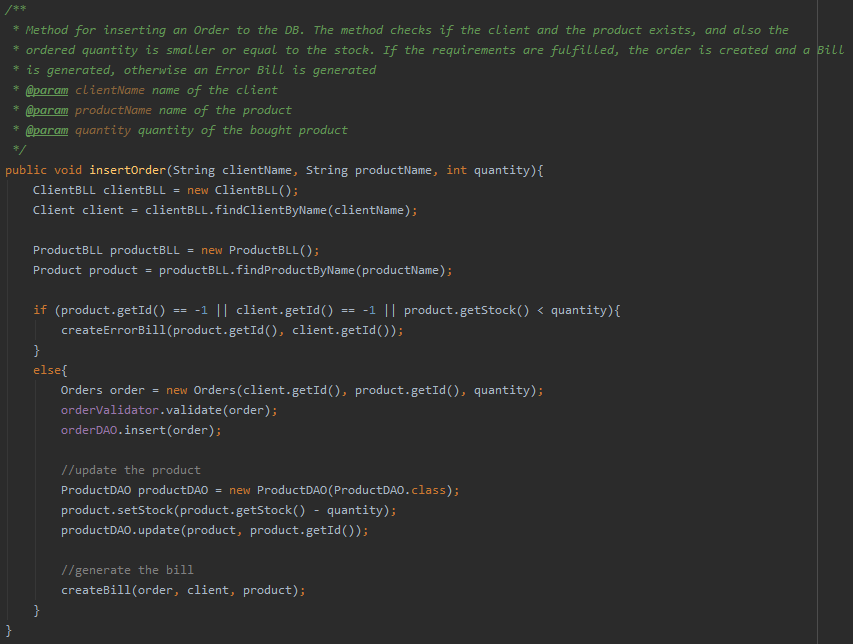 /**
 * Method for inserting an Order to the DB. The method checks if the client and the product exists, and also the
 * ordered quantity is smaller or equal to the stock. If the requirements are fulfilled, the order is created and a Bill
 * is generated, otherwise an Error Bill is generated
 * @param clientName name of the client
 * @param productName name of the product
 * @param quantity quantity of the bought product
 */
public void insertOrder(String clientName, String productName, int quantity){
    ClientBLL clientBLL = new ClientBLL();
    Client client = clientBLL.findClientByName(clientName);

    ProductBLL productBLL = new ProductBLL();
    Product product = productBLL.findProductByName(productName);

    if (product.getId() == -1 || client.getId() == -1 || product.getStock() < quantity){
        createErrorBill(product.getId(), client.getId());
    }
    else{
        Orders order = new Orders(client.getId(), product.getId(), quantity);
        orderValidator.validate(order);
        orderDAO.insert(order);

        //update the product
        ProductDAO productDAO = new ProductDAO(ProductDAO.class);
        product.setStock(product.getStock() - quantity);
        productDAO.update(product, product.getId());

        //generate the bill
        createBill(order, client, product);
    }
}